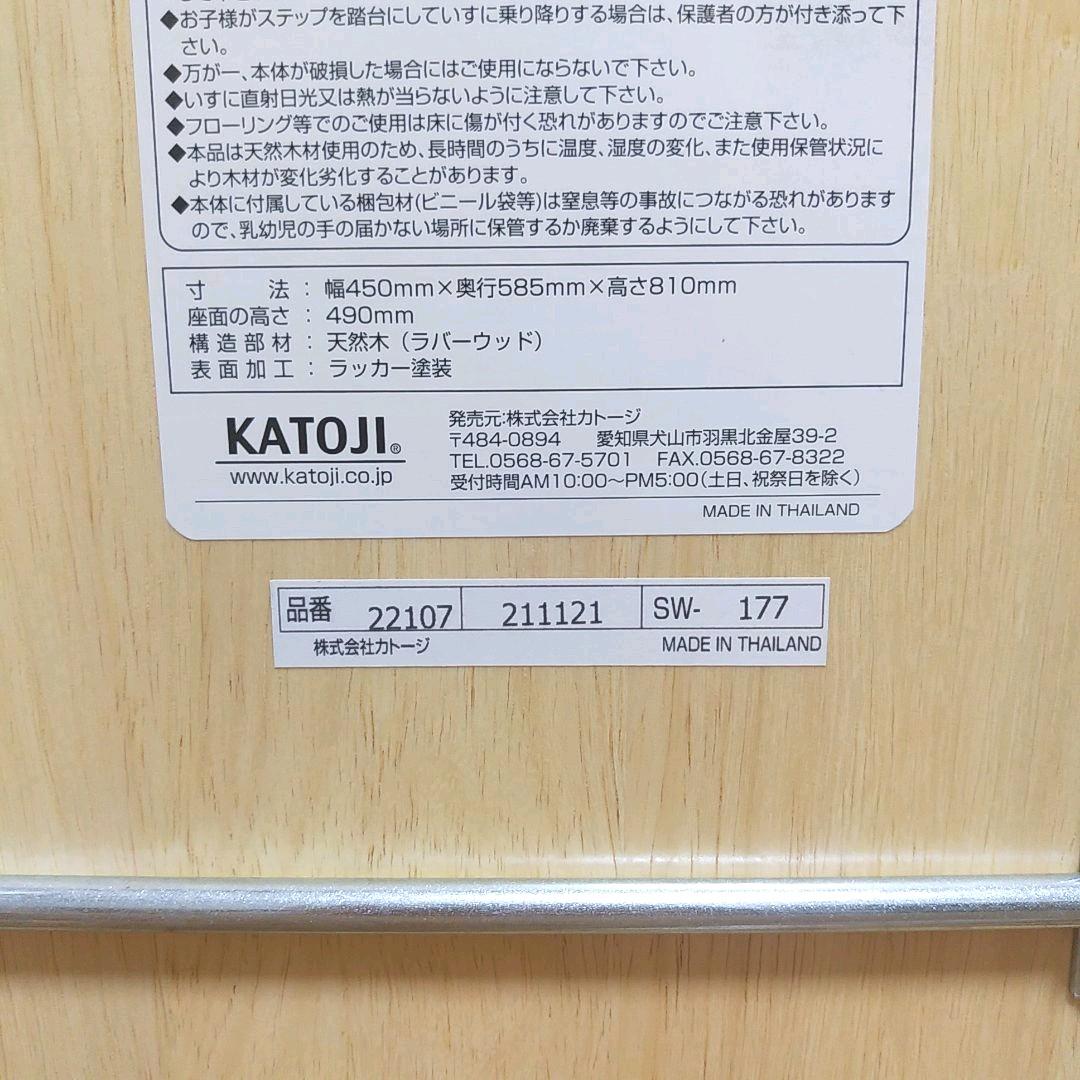 ◆お子様がステップを踏台にしていすに乗り降りする場合は、保護者の方が付き添って下
さい。
◆万が一、本体が破損した場合にはご使用にならないで下さい。
◆いすに直射日光又は熱が当らないように注意して下さい。
◆フローリング等でのご使用は床に傷が付く恐れがありますのでご注意下さい。
◆本品は天然木材使用のため、長時間のうちに温度、湿度の変化、また使用保管状況に
より木材が変化劣化することがあります。
◆本体に付属している梱包材(ビニール袋等)は窒息等の事故につながる恐れがあります
ので、乳幼児の手の届かない場所に保管するか廃棄するようにして下さい。
寸法：幅450mm×奥行585mm×高さ810mm
座面の高さ：490mm
構造部材：天然木（ラバーウッド）
表面加工：ラッカー塗装
KATOJI®
www.katoji.co.jp
発売元:株式会社カトージ
〒484-0894 愛知県犬山市羽黒北金屋39-2
TEL.0568-67-5701 FAX.0568-67-8322
受付時間AM10:00～PM5:00(土日、祝祭日を除く)
MADE IN THAILAND
品番 22107 211121 SW- 177
株式会社カトージ MADE IN THAILAND